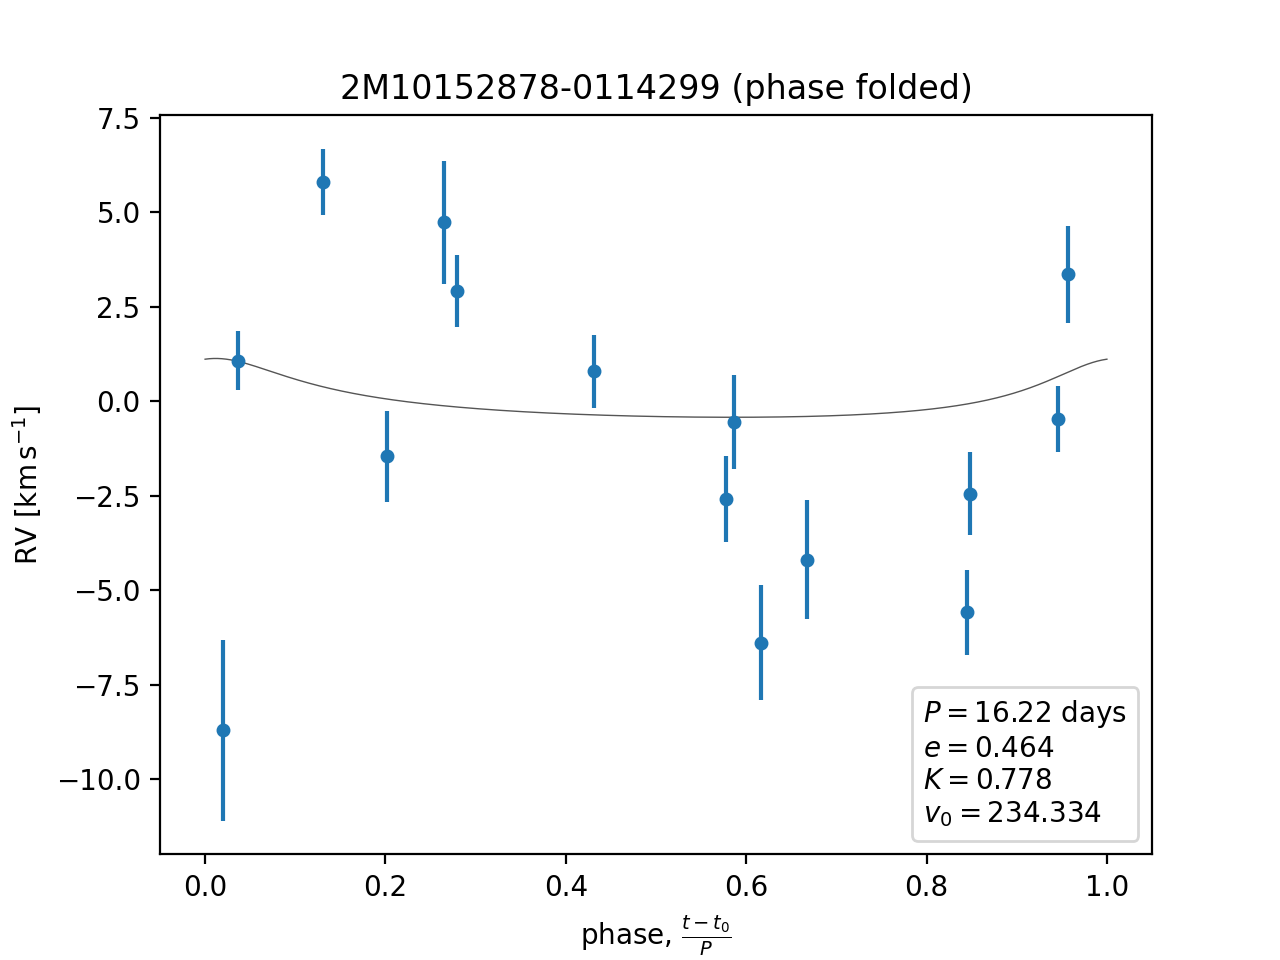 2M10152878-0114299 (phase folded)
7.5
5.0
2.5
0.0
−2.5
−5.0
−7.5
−10.0
RV [km s⁻¹]
P = 16.22 days
e = 0.464
K = 0.778
v₀ = 234.334
0.0 0.2 0.4 0.6 0.8 1.0
phase, (t − t₀)/P